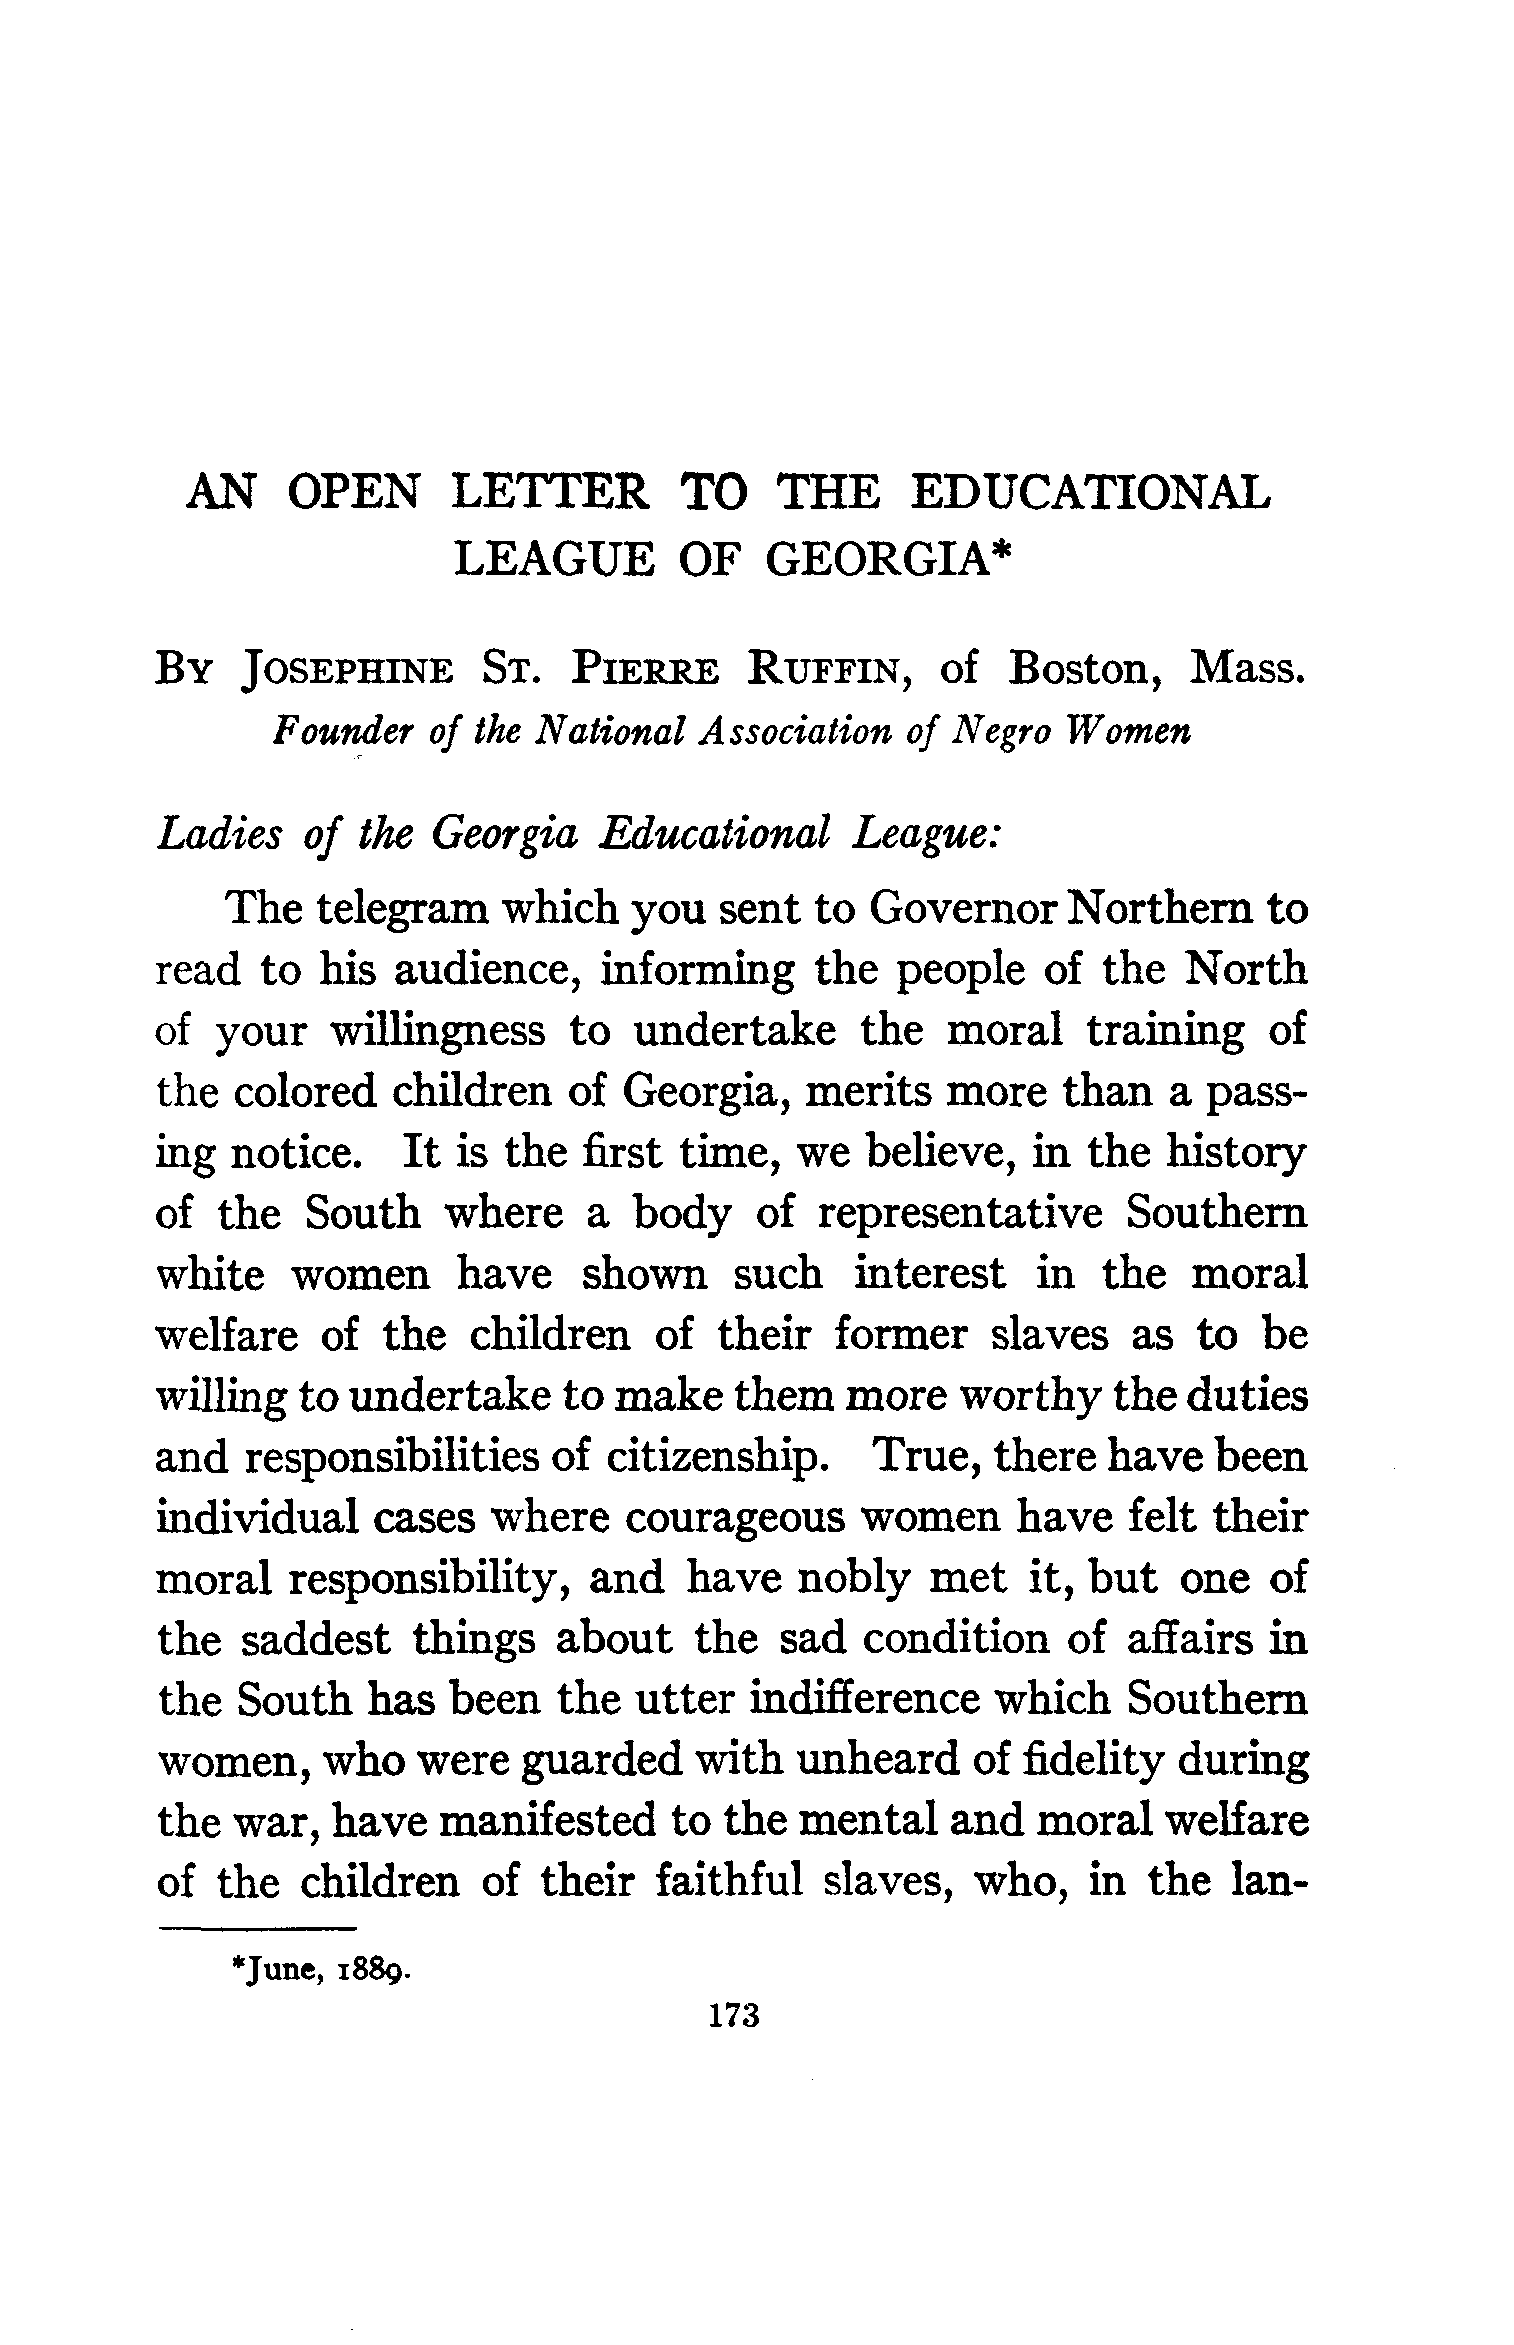 AN OPEN LETTER TO THE EDUCATIONAL
LEAGUE OF GEORGIA*
By Josephine St. Pierre Ruffin, of Boston, Mass.
Founder of the National Association of Negro Women
Ladies of the Georgia Educational League:
The telegram which you sent to Governor Northern to
read to his audience, informing the people of the North
of your willingness to undertake the moral training of
the colored children of Georgia, merits more than a pass-
ing notice. It is the first time, we believe, in the history
of the South where a body of representative Southern
white women have shown such interest in the moral
welfare of the children of their former slaves as to be
willing to undertake to make them more worthy the duties
and responsibilities of citizenship. True, there have been
individual cases where courageous women have felt their
moral responsibility, and have nobly met it, but one of
the saddest things about the sad condition of affairs in
the South has been the utter indifference which Southern
women, who were guarded with unheard of fidelity during
the war, have manifested to the mental and moral welfare
of the children of their faithful slaves, who, in the lan-
*June, 1889.
173